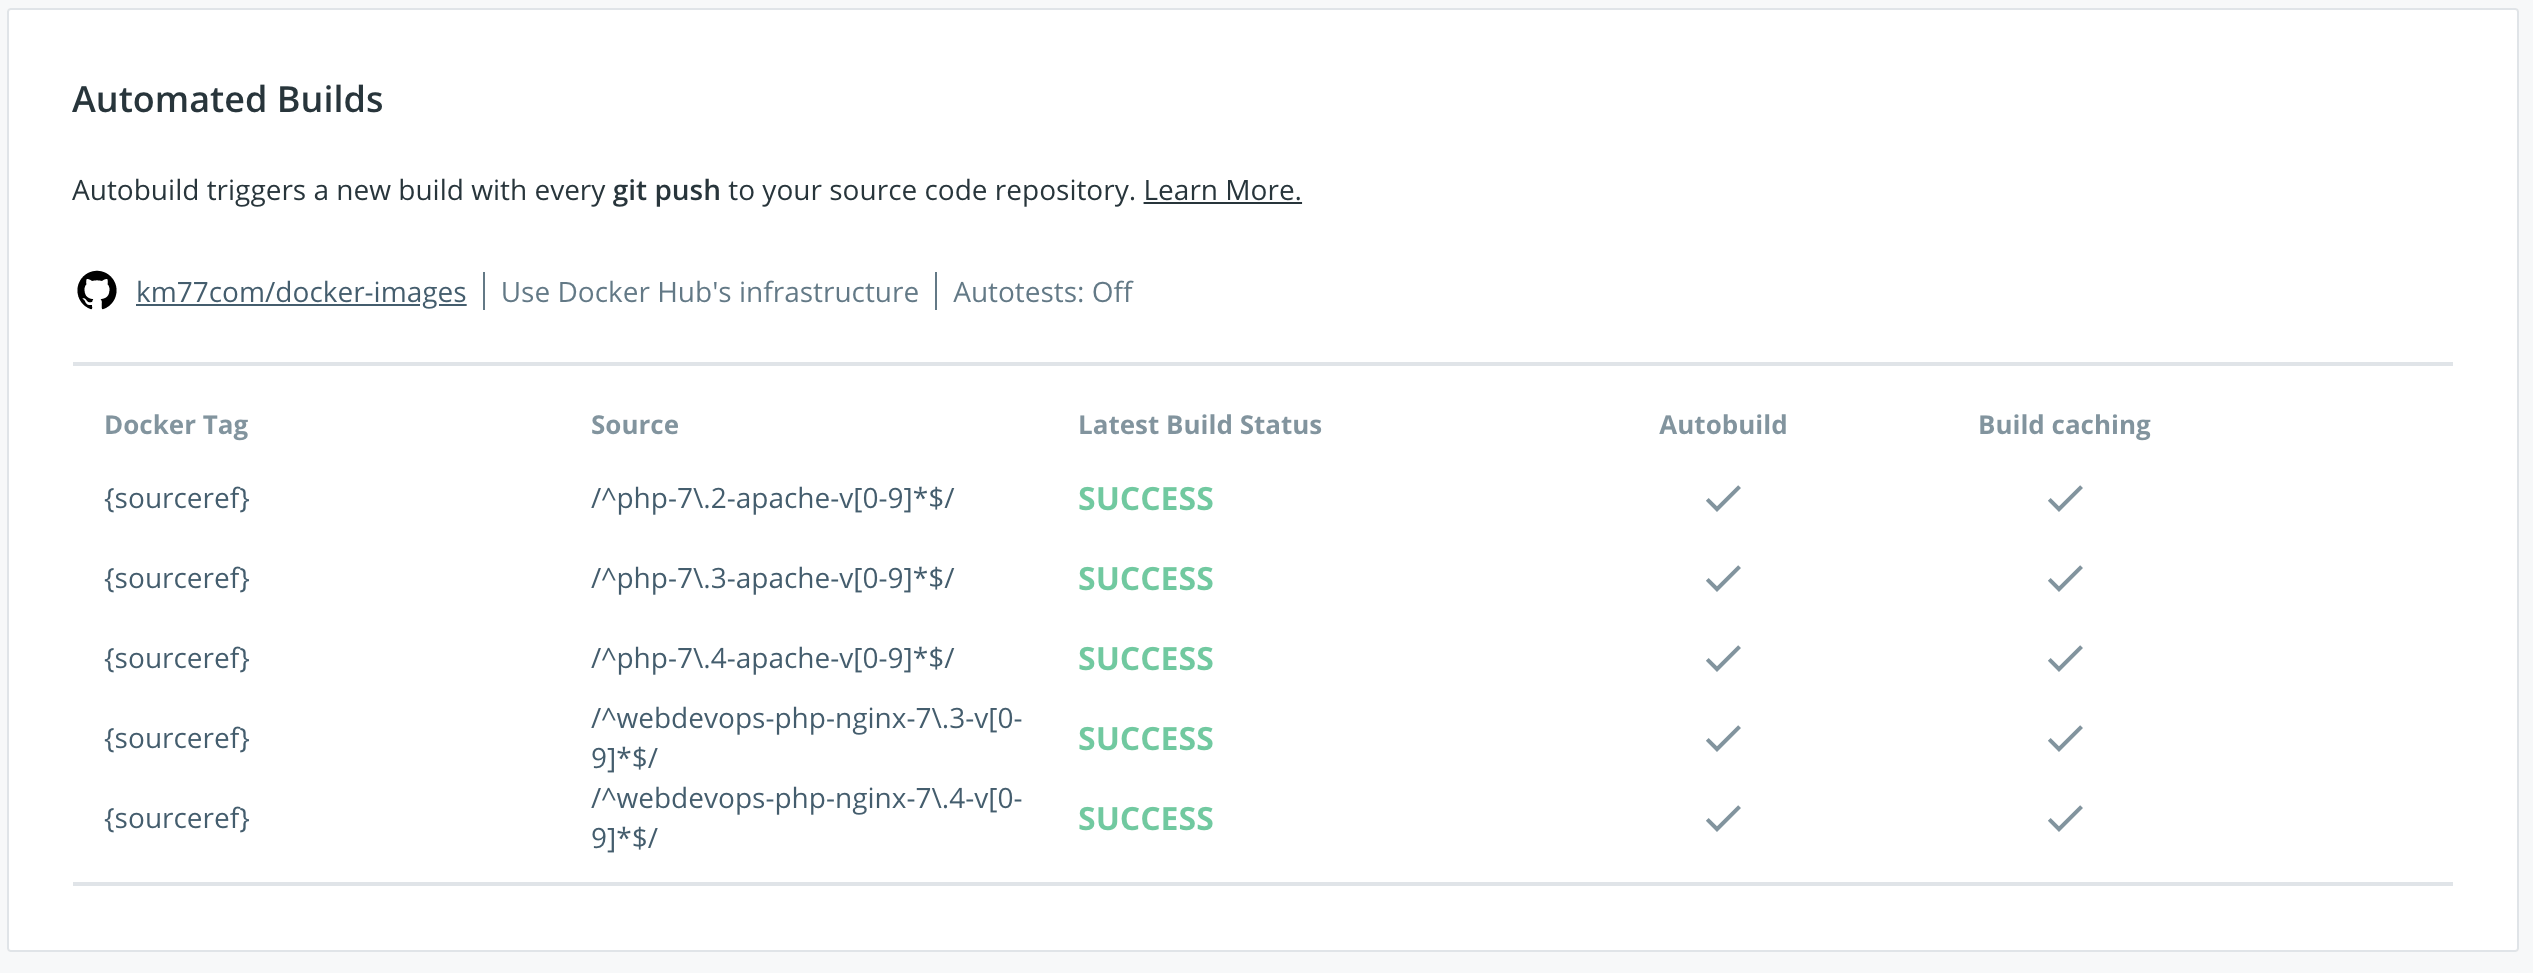 Automated Builds
Autobuild triggers a new build with every git push to your source code repository. Learn More.
km77com/docker-images Use Docker Hub's infrastructure Autotests: Off
Docker Tag Source Latest Build Status Autobuild Build caching
{sourceref} /^php-7\.2-apache-v[0-9]*$/ SUCCESS
{sourceref} /^php-7\.3-apache-v[0-9]*$/ SUCCESS
{sourceref} /^php-7\.4-apache-v[0-9]*$/ SUCCESS
/^webdevops-php-nginx-7\.3-v[0-
{sourceref} SUCCESS
9]*$/
/^webdevops-php-nginx-7\.4-v[0-
{sourceref} SUCCESS
9]*$/